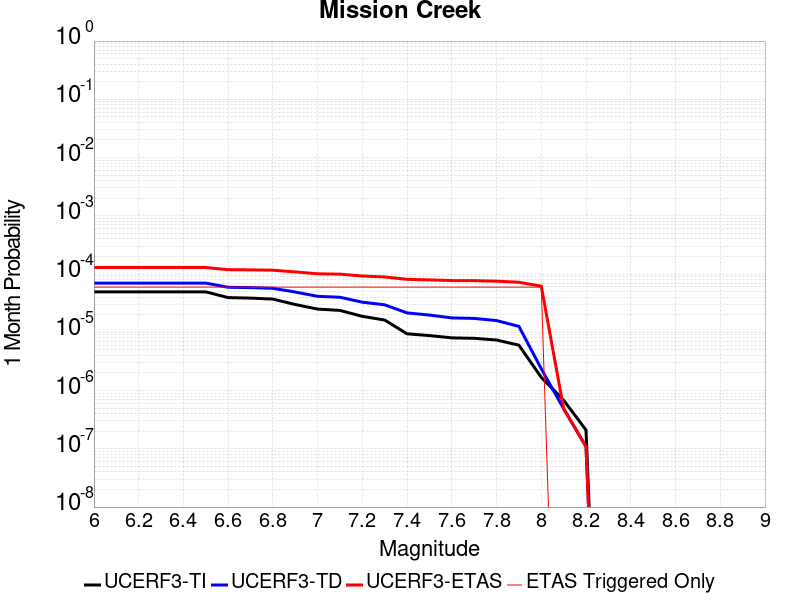 Mission Creek
10^0
10^-1
10^-2
10^-3
10^-4
10^-5
10^-6
10^-7
10^-8
1 Month Probability
6 6.2 6.4 6.6 6.8 7 7.2 7.4 7.6 7.8 8 8.2 8.4 8.6 8.8 9
Magnitude
UCERF3-TI UCERF3-TD UCERF3-ETAS ETAS Triggered Only